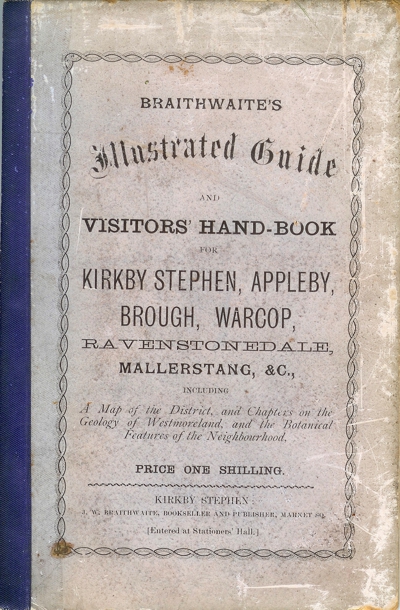 BRAITHWAITE'S
Illustrated Guide
AND
VISITORS' HAND-BOOK
FOR
KIRKBY STEPHEN, APPLEBY,
BROUGH, WARCOP,
RAVENSTONEDALE,
MALLERSTANG, &C.,
INCLUDING
A Map of the District, and Chapters on the
Geology of Westmoreland, and the Botanical
Features of the Neighbourhood.
PRICE ONE SHILLING.
KIRKBY STEPHEN:
J. W. BRAITHWAITE, BOOKSELLER AND PUBLISHER, MARKET SQ.
[Entered at Stationers' Hall.]